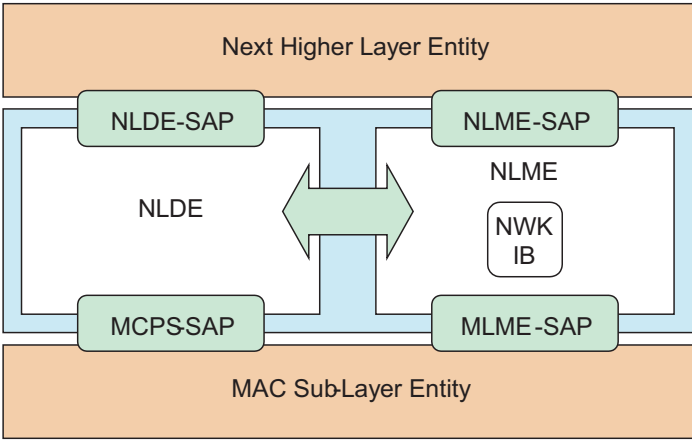 Next Higher Layer Entity
NLDE-SAP
NLME-SAP
NLME
NLDE
NWK
IB
MCPS-SAP
MLME-SAP
MAC Sub-Layer Entity